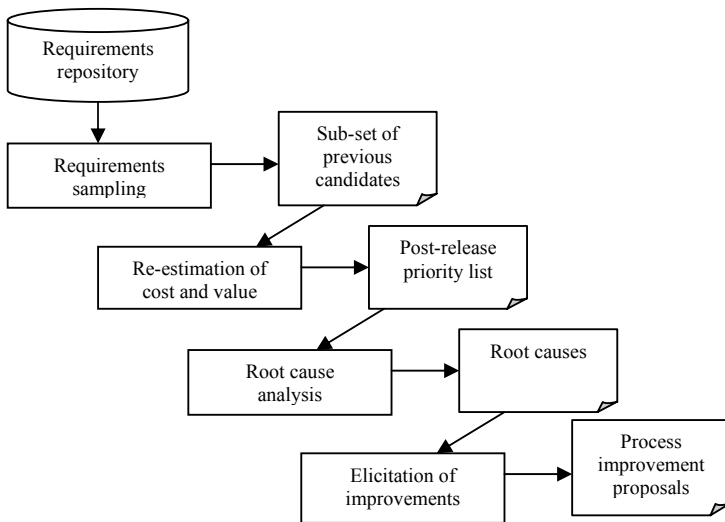 Requirements
repository
Requirements
sampling
Sub-set of
previous
candidates
Re-estimation of
cost and value
Post-release
priority list
Root cause
analysis
Root causes
Elicitation of
improvements
Process
improvement
proposals